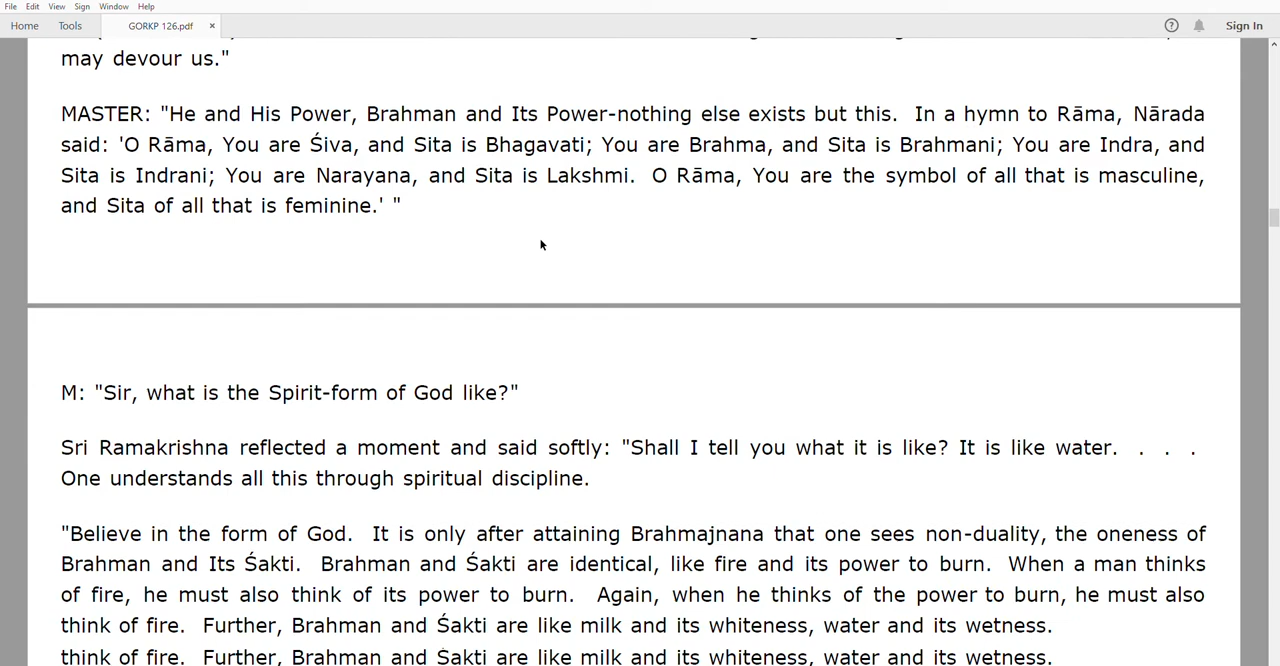 File Edit View Sign Window Help
Home Tools GORKP 126.pdf × Sign In
may devour us."
MASTER: "He and His Power, Brahman and Its Power-nothing else exists but this. In a hymn to Rāma, Nārada
said: 'O Rāma, You are Śiva, and Sita is Bhagavati; You are Brahma, and Sita is Brahmani; You are Indra, and
Sita is Indrani; You are Narayana, and Sita is Lakshmi. O Rāma, You are the symbol of all that is masculine,
and Sita of all that is feminine.' "
M: "Sir, what is the Spirit-form of God like?"
Sri Ramakrishna reflected a moment and said softly: "Shall I tell you what it is like? It is like water. . . .
One understands all this through spiritual discipline.
"Believe in the form of God. It is only after attaining Brahmajnana that one sees non-duality, the oneness of
Brahman and Its Śakti. Brahman and Śakti are identical, like fire and its power to burn. When a man thinks
of fire, he must also think of its power to burn. Again, when he thinks of the power to burn, he must also
think of fire. Further, Brahman and Śakti are like milk and its whiteness, water and its wetness.
think of fire. Further, Brahman and Śakti are like milk and its whiteness, water and its wetness.